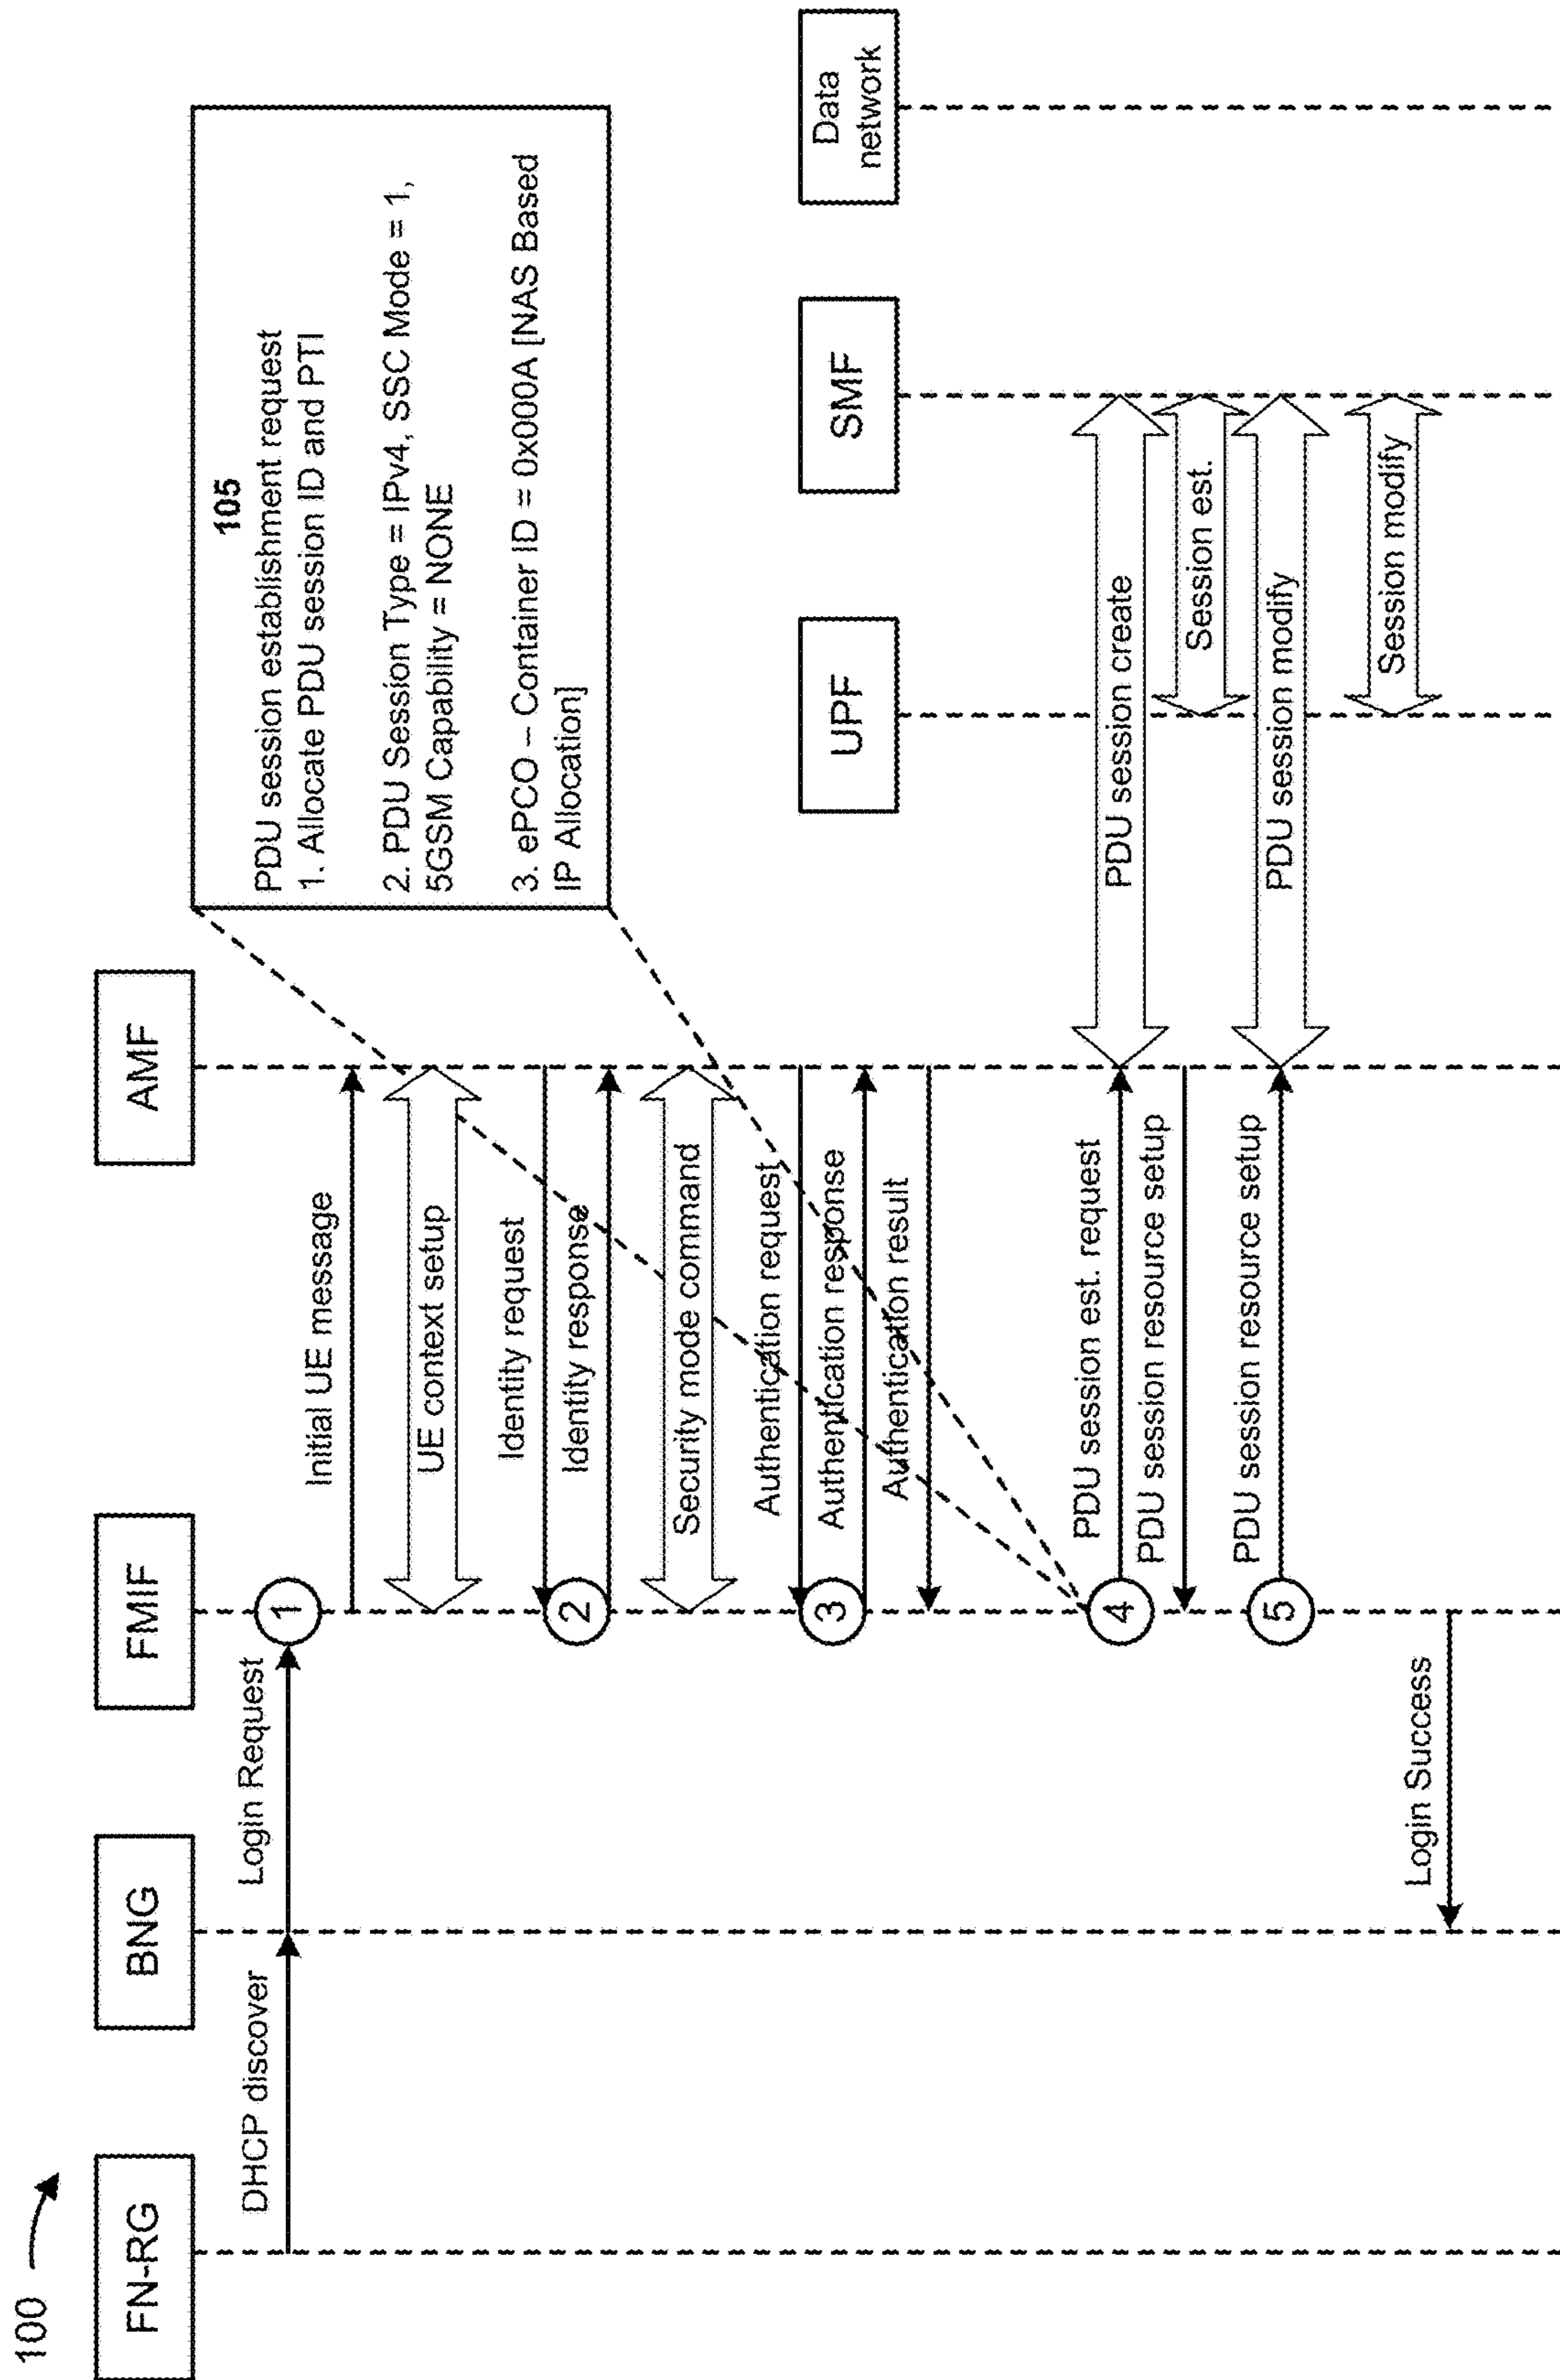 100
FN-RG
BNG
FMIF
AMF
105
PDU session establishment request
1. Allocate PDU session ID and PTI
2. PDU Session Type = IPv4, SSC Mode = 1,
5GSM Capability = NONE
3. ePCO – Container ID = 0x000A [NAS Based
IP Allocation]
UPF
SMF
Data
network
DHCP discover
Login Request
1
Initial UE message
UE context setup
Identity request
2
Identity response
Security mode command
Authentication request
3
Authentication response
Authentication result
4
PDU session est. request
PDU session create
PDU session resource setup
Session est.
5
PDU session resource setup
PDU session modify
Session modify
Login Success